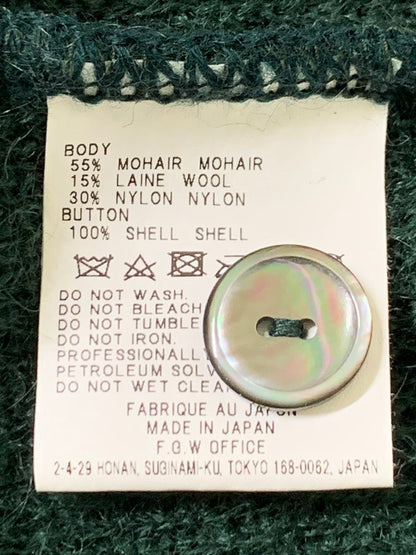 BODY
55% MOHAIR MOHAIR
15% LAINE WOOL
30% NYLON NYLON
BUTTON
100% SHELL SHELL
DO NOT WASH.
DO NOT BLEACH
DO NOT TUMBLE
DO NOT IRON.
PROFESSIONALLY
PETROLEUM
DO NOT WET
FABRIQUE AU JAPON
MADE IN JAPAN
F.G.W OFFICE
2-4-29 HONAN, SUGINAMI-KU, TOKYO 168-0062, JAPAN